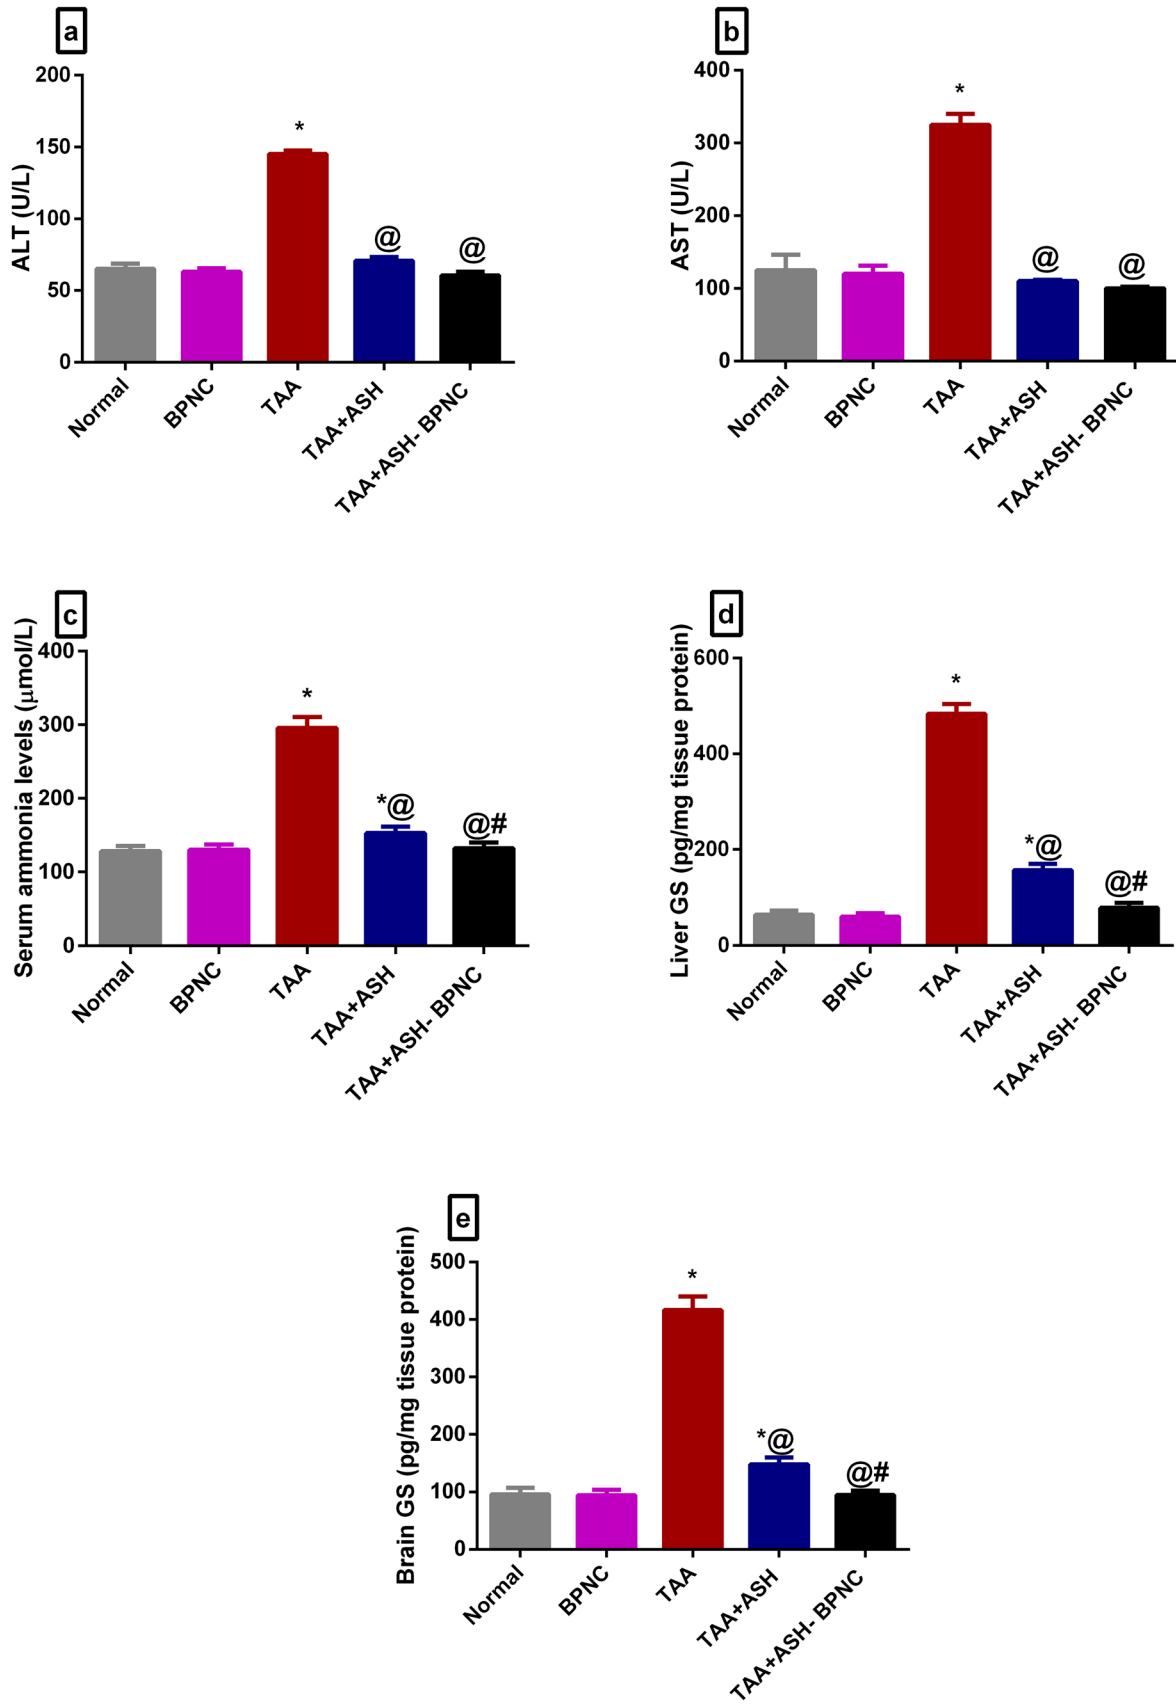 a
ALT (U/L)
200
150
100
50
0
*
@
@
Normal
BPNC
TAA
TAA+ASH
TAA+ASH- BPNC
b
AST (U/L)
400
300
200
100
0
*
@
@
Normal
BPNC
TAA
TAA+ASH
TAA+ASH- BPNC
c
Serum ammonia levels (μmol/L)
400
300
200
100
0
*
*@
@#
Normal
BPNC
TAA
TAA+ASH
TAA+ASH- BPNC
d
Liver GS (pg/mg tissue protein)
600
400
200
0
*
*@
@#
Normal
BPNC
TAA
TAA+ASH
TAA+ASH- BPNC
e
Brain GS (pg/mg tissue protein)
500
400
300
200
100
0
*
*@
@#
Normal
BPNC
TAA
TAA+ASH
TAA+ASH- BPNC